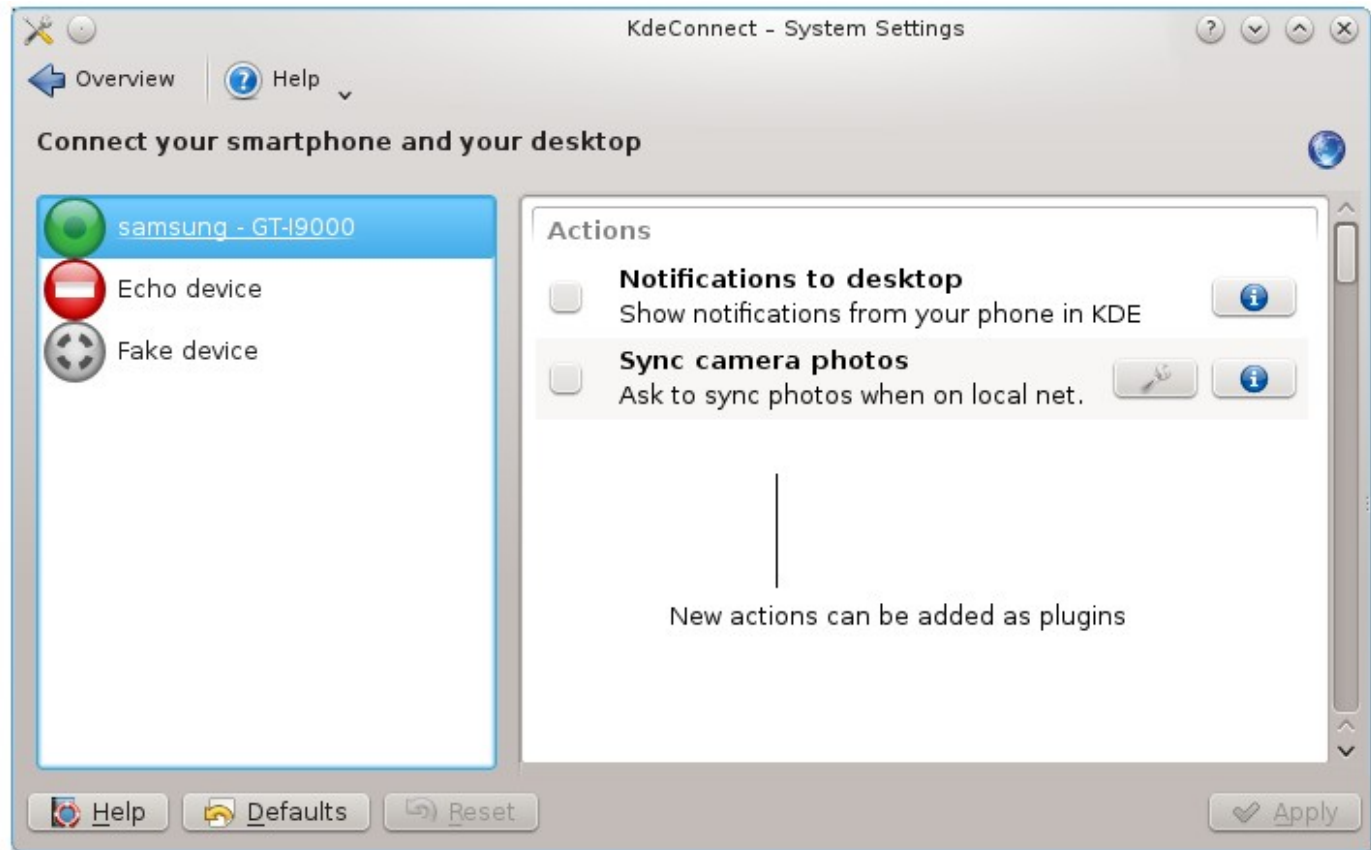 KdeConnect - System Settings
Overview
Help
Connect your smartphone and your desktop
samsung - GT-I9000
Echo device
Fake device
Actions
Notifications to desktop
Show notifications from your phone in KDE
Sync camera photos
Ask to sync photos when on local net.
New actions can be added as plugins
Help
Defaults
Reset
Apply